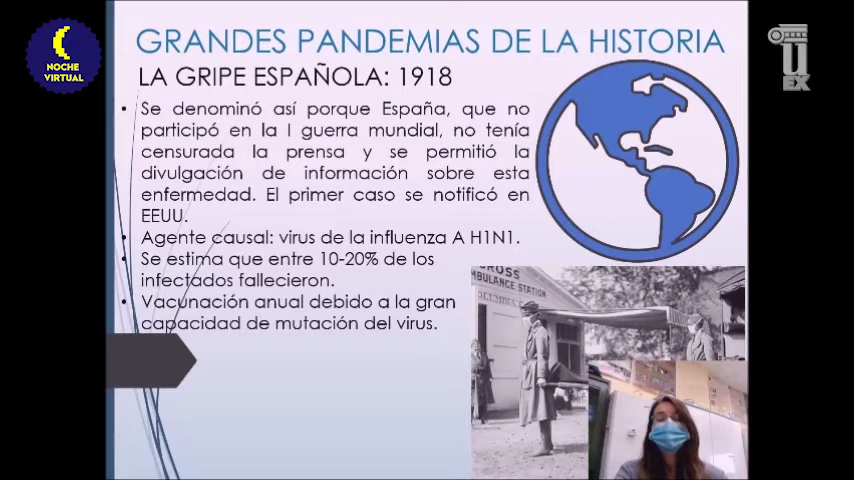 GRANDES PANDEMIAS DE LA HISTORIA
NOCHE
VIRTUAL
U
EX
LA GRIPE ESPAÑOLA: 1918
• Se denominó así porque España, que no
participó en la I guerra mundial, no tenía
censurada la prensa y se permitió la
divulgación de información sobre esta
enfermedad. El primer caso se notificó en
EEUU.
• Agente causal: virus de la influenza A H1N1.
• Se estima que entre 10-20% de los
infectados fallecieron.
• Vacunación anual debido a la gran
capacidad de mutación del virus.
CROSS
AMBULANCE STATION